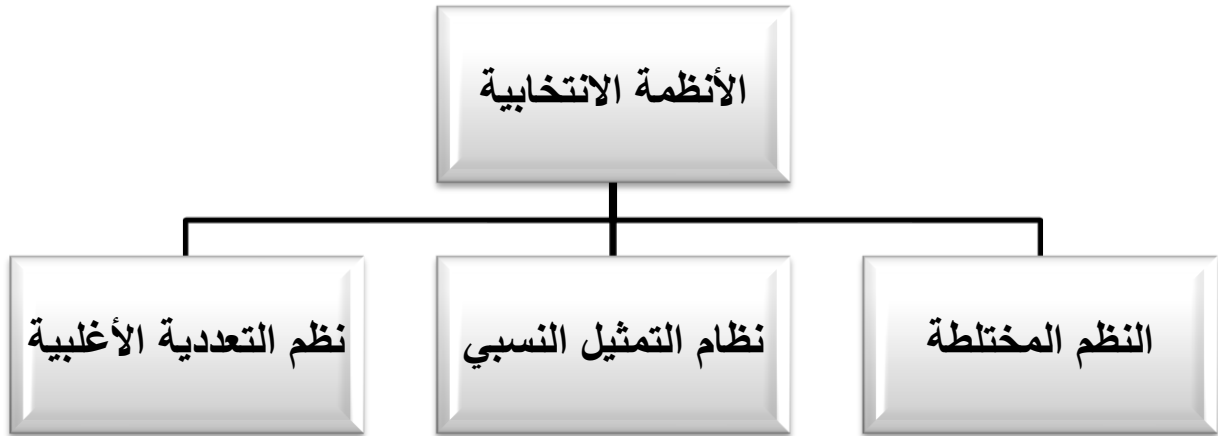 الأنظمة الانتخابية
النظم المختلطة
نظام التمثيل النسبي
نظم التعددية الأغلبية